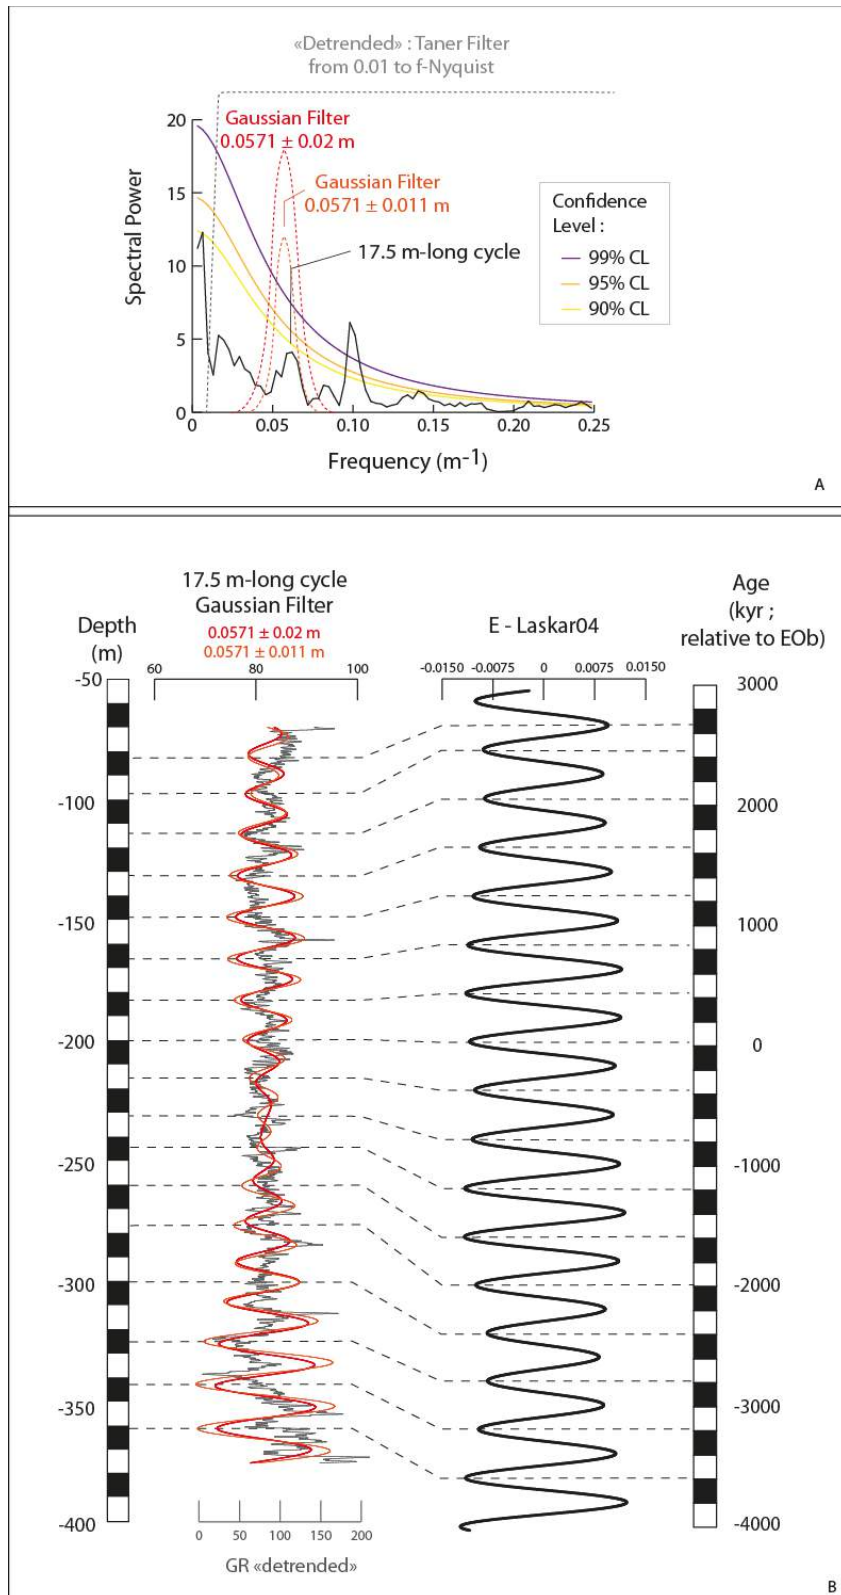 «Detrended» : Taner Filter
from 0.01 to f-Nyquist
Gaussian Filter
0.0571 ± 0.02 m
Gaussian Filter
0.0571 ± 0.011 m
17.5 m-long cycle
Confidence
Level :
99% CL
95% CL
90% CL
Spectral Power
20
15
10
5
0
0 0.05 0.10 0.15 0.20 0.25
Frequency (m-1)
A
17.5 m-long cycle
Gaussian Filter
0.0571 ± 0.02 m
0.0571 ± 0.011 m
60 80 100
Depth
(m)
-50
-100
-150
-200
-250
-300
-350
-400
E - Laskar04
-0.0150 -0.0075 0 0.0075 0.0150
Age
(kyr ;
relative to EOb)
3000
2000
1000
0
-1000
-2000
-3000
-4000
0 50 100 150 200
GR «detrended»
B